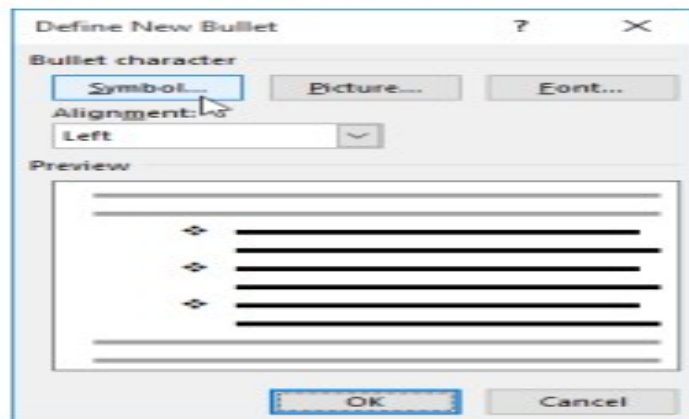 Define New Bullet ?
Bullet character
Symbol... Picture... Font...
Alignment:
Left
Preview
OK Cancel